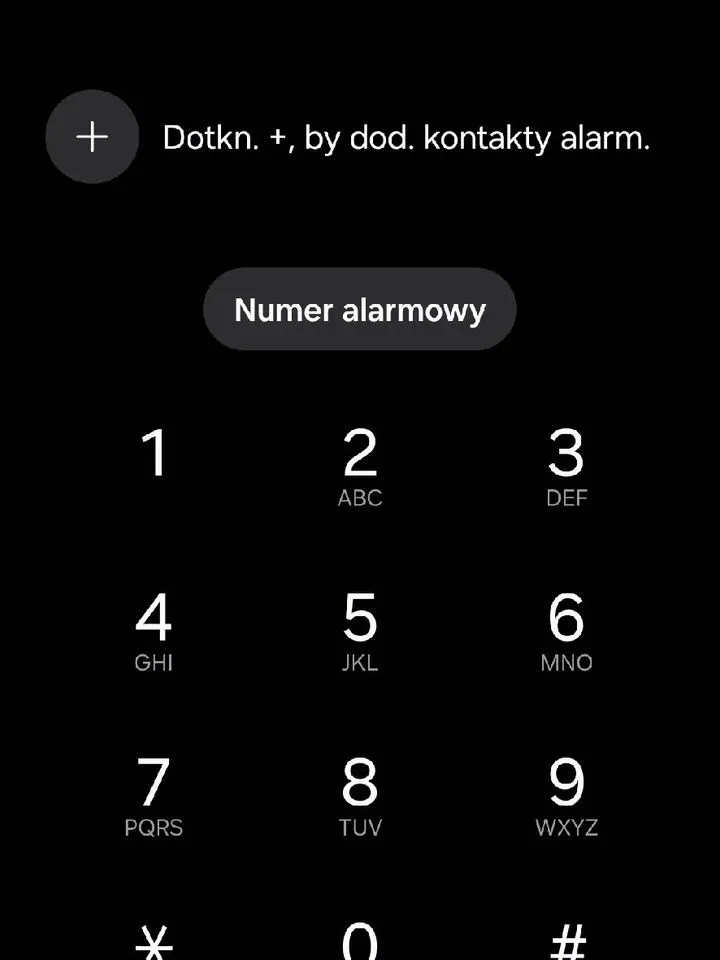 + Dotkn. +, by dod. kontakty alarm.
Numer alarmowy
1 2 3
ABC DEF
4 5 6
GHI JKL MNO
7 8 9
PQRS TUV WXYZ
* 0 #